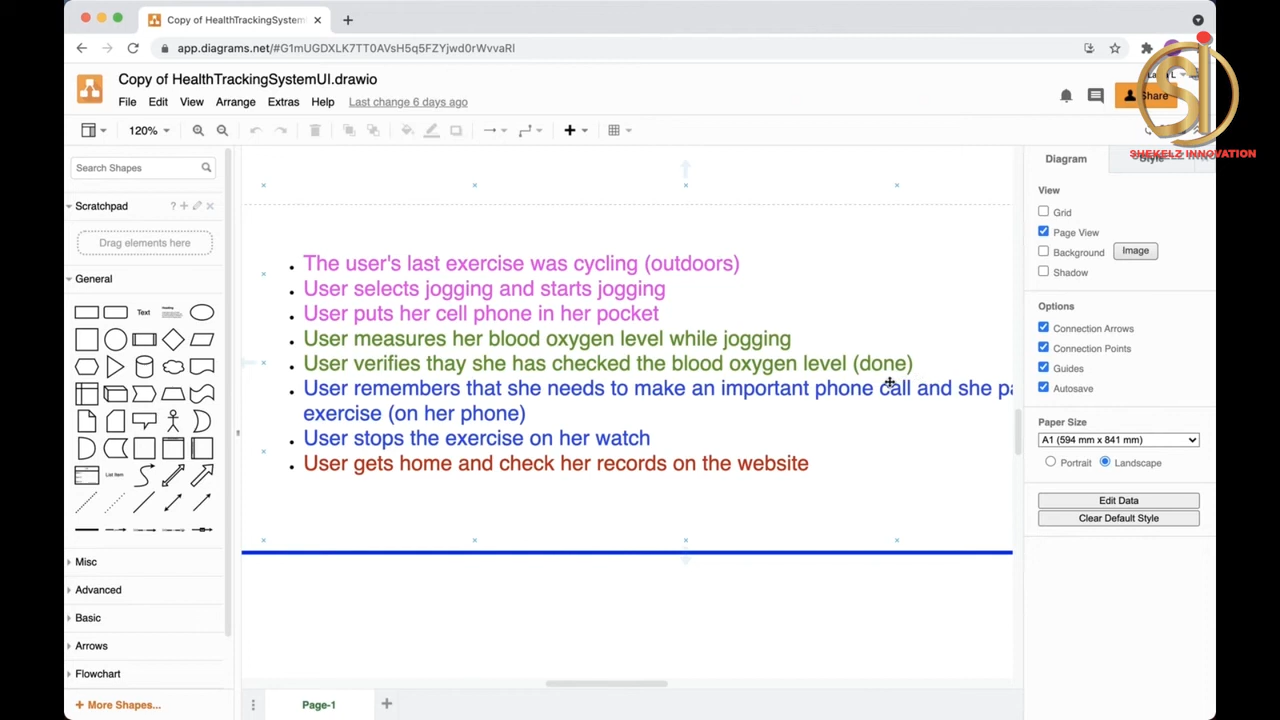 Copy of HealthTrackingSystemUI
app.diagrams.net/#G1mUGDXLK7TT0AVsH5q5FZYjwd0rWvvaRl
Copy of HealthTrackingSystemUI.drawio
File Edit View Arrange Extras Help Last change 6 days ago
Share
SHEKELZ INNOVATION
120%
Search Shapes
Scratchpad
Drag elements here
General
Text
Heading
List Item
Misc
Advanced
Basic
Arrows
Flowchart
+ More Shapes...
The user's last exercise was cycling (outdoors)
User selects jogging and starts jogging
User puts her cell phone in her pocket
User measures her blood oxygen level while jogging
User verifies thay she has checked the blood oxygen level (done)
User remembers that she needs to make an important phone call and she pa
exercise (on her phone)
User stops the exercise on her watch
User gets home and check her records on the website
Page-1
Diagram
Style
View
Grid
Page View
Background Image
Shadow
Options
Connection Arrows
Connection Points
Guides
Autosave
Paper Size
A1 (594 mm x 841 mm)
Portrait Landscape
Edit Data
Clear Default Style